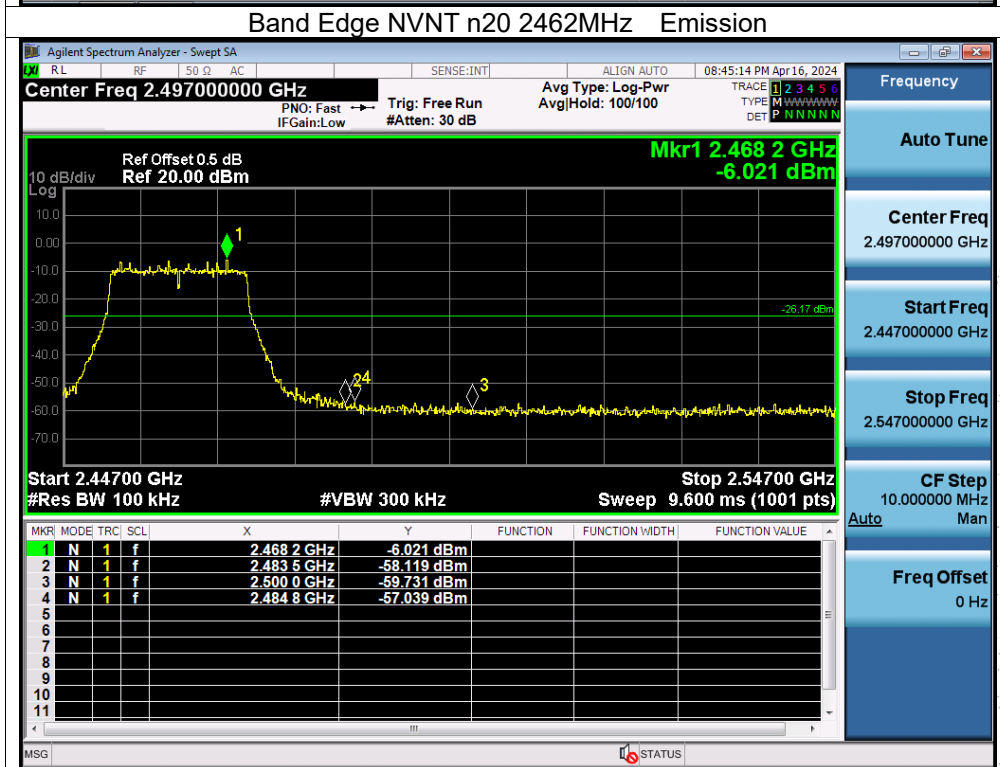 Band Edge NVNT n20 2462MHz Emission
Agilent Spectrum Analyzer - Swept SA
LXI RL RF 50 Ω AC SENSE:INT ALIGN AUTO 08:45:14 PM Apr 16, 2024
Center Freq 2.497000000 GHz
PNO: Fast
IFGain:Low
Trig: Free Run
#Atten: 30 dB
Avg Type: Log-Pwr
Avg|Hold: 100/100
TRACE 1 2 3 4 5 6
TYPE M WWWWW
DET P N N N N N
Mkr1 2.468 2 GHz
-6.021 dBm
Ref Offset 0.5 dB
10 dB/div Ref 20.00 dBm
Log
10.0
0.00
-10.0
-20.0
-30.0
-40.0
-50.0
-60.0
-70.0
1
-26.17 dBm
2 4
3
Start 2.44700 GHz Stop 2.54700 GHz
#Res BW 100 kHz #VBW 300 kHz Sweep 9.600 ms (1001 pts)
MKR MODE TRC SCL X Y FUNCTION FUNCTION WIDTH FUNCTION VALUE
1 N 1 f 2.468 2 GHz -6.021 dBm
2 N 1 f 2.483 5 GHz -58.119 dBm
3 N 1 f 2.500 0 GHz -59.731 dBm
4 N 1 f 2.484 8 GHz -57.039 dBm
5
6
7
8
9
10
11
MSG STATUS
Frequency
Auto Tune
Center Freq
2.497000000 GHz
Start Freq
2.447000000 GHz
Stop Freq
2.547000000 GHz
CF Step
10.000000 MHz
Auto Man
Freq Offset
0 Hz